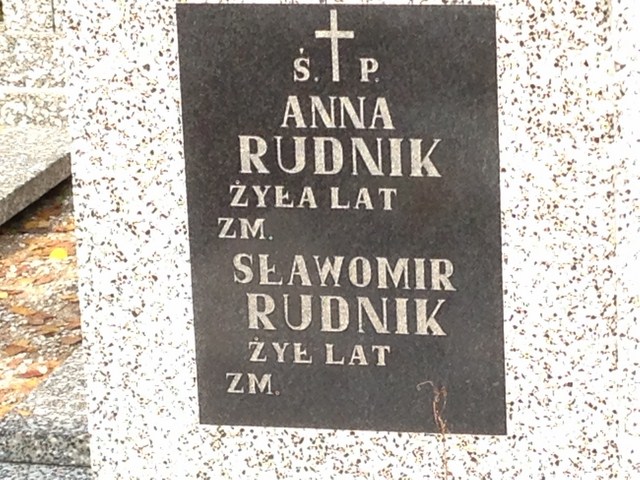 Ś. P.
ANNA
RUDNIK
ŻYŁA LAT
ZM.
SŁAWOMIR
RUDNIK
ŻYŁ LAT
ZM.